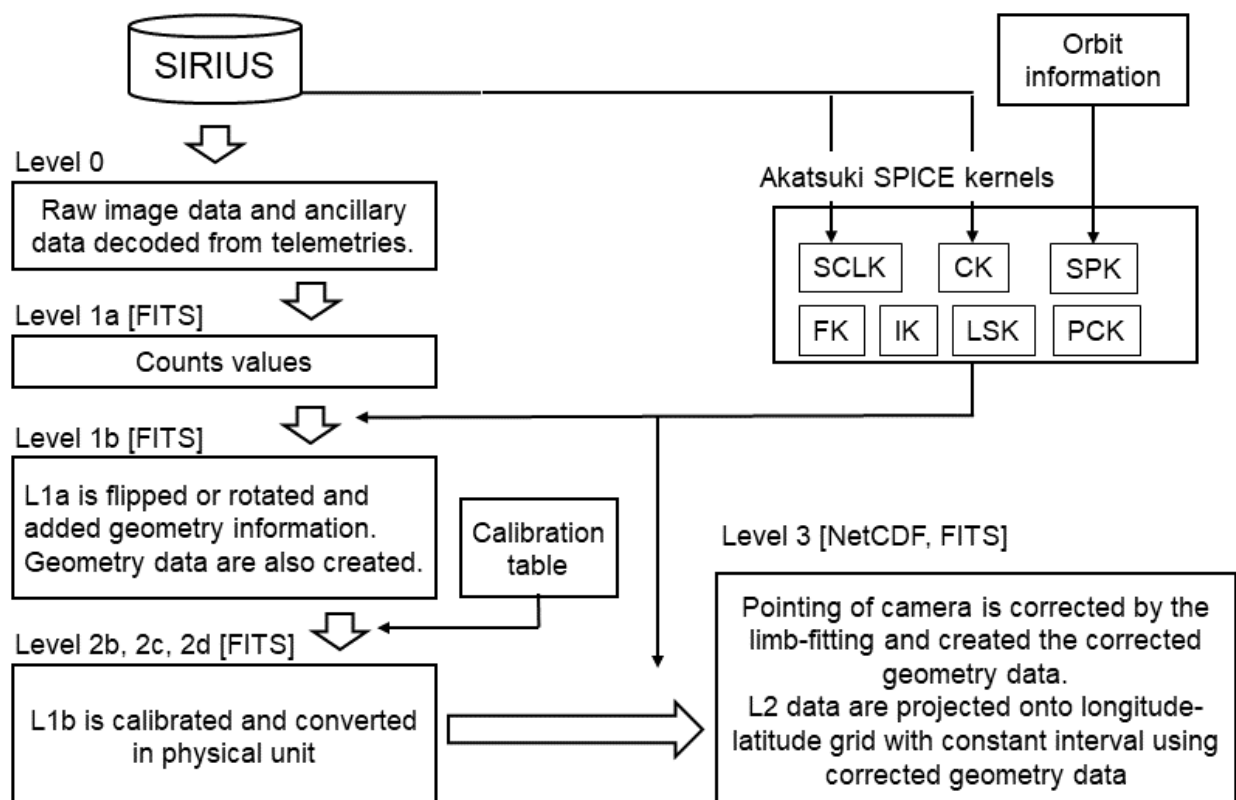 SIRIUS
Orbit
information
Level 0
Raw image data and ancillary
data decoded from telemetries.
Akatsuki SPICE kernels
SCLK
CK
SPK
FK
IK
LSK
PCK
Level 1a [FITS]
Counts values
Level 1b [FITS]
L1a is flipped or rotated and
added geometry information.
Geometry data are also created.
Calibration
table
Level 2b, 2c, 2d [FITS]
L1b is calibrated and converted
in physical unit
Level 3 [NetCDF, FITS]
Pointing of camera is corrected by the
limb-fitting and created the corrected
geometry data.
L2 data are projected onto longitude-
latitude grid with constant interval using
corrected geometry data